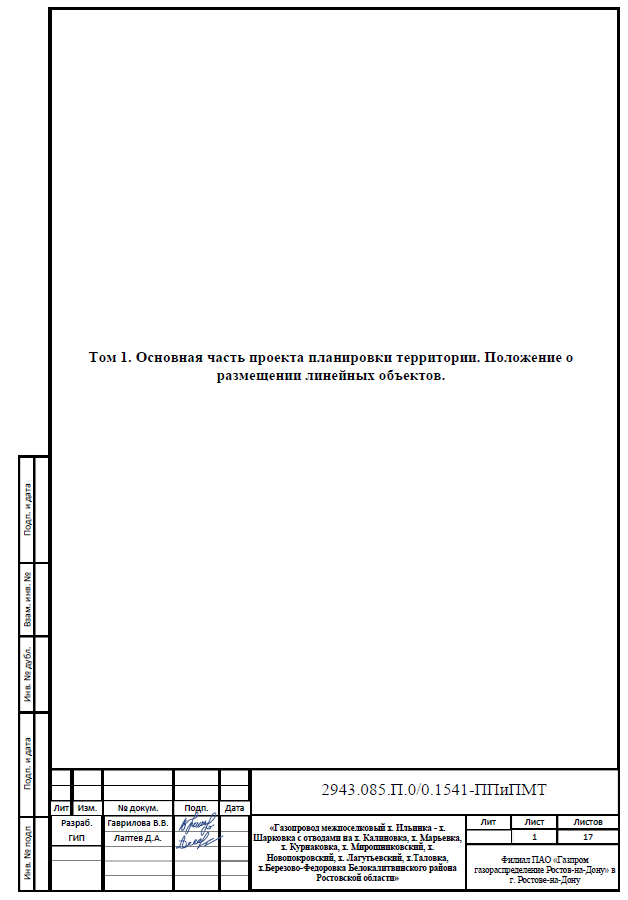 Том 1. Основная часть проекта планировки территории. Положение о
размещении линейных объектов.
Подп. и дата
Взам. инв. №
Инв. № дубл.
Подп. и дата
Инв. № подп
2943.085.П.0/0.1541-ППиПМТ
Лит Изм. № докум. Подп. Дата
Разраб. Гаврилова В.В.
ГИП Лаптев Д.А.
«Газопровод межпоселковый х. Ильинка - х.
Шарковка с отводами на х. Калиновка, х. Марьевка,
х. Курнаковка, х. Мирошниковский, х.
Новопокровский, х. Лагутьевский, х.Таловка,
х.Березово-Федоровка Белокалитвинского района
Ростовской области»
Лит Лист Листов
1 17
Филиал ПАО «Газпром
газораспределение Ростов-на-Дону» в
г. Ростове-на-Дону